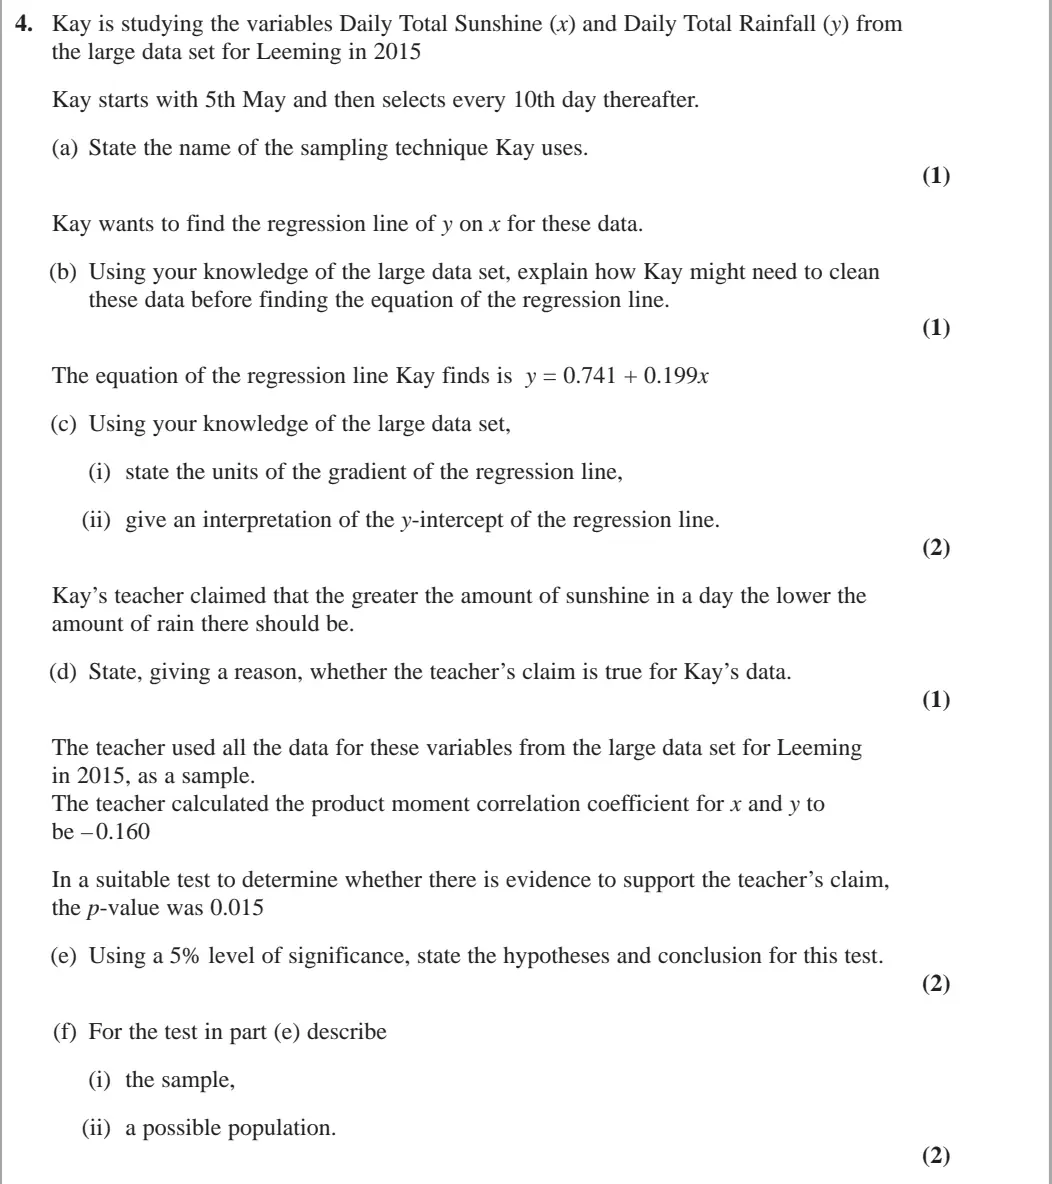 4. Kay is studying the variables Daily Total Sunshine (x) and Daily Total Rainfall (y) from
the large data set for Leeming in 2015
Kay starts with 5th May and then selects every 10th day thereafter.
(a) State the name of the sampling technique Kay uses.
(1)
Kay wants to find the regression line of y on x for these data.
(b) Using your knowledge of the large data set, explain how Kay might need to clean
these data before finding the equation of the regression line.
(1)
The equation of the regression line Kay finds is y = 0.741 + 0.199x
(c) Using your knowledge of the large data set,
(i) state the units of the gradient of the regression line,
(ii) give an interpretation of the y-intercept of the regression line.
(2)
Kay’s teacher claimed that the greater the amount of sunshine in a day the lower the
amount of rain there should be.
(d) State, giving a reason, whether the teacher’s claim is true for Kay’s data.
(1)
The teacher used all the data for these variables from the large data set for Leeming
in 2015, as a sample.
The teacher calculated the product moment correlation coefficient for x and y to
be –0.160
In a suitable test to determine whether there is evidence to support the teacher’s claim,
the p-value was 0.015
(e) Using a 5% level of significance, state the hypotheses and conclusion for this test.
(2)
(f) For the test in part (e) describe
(i) the sample,
(ii) a possible population.
(2)